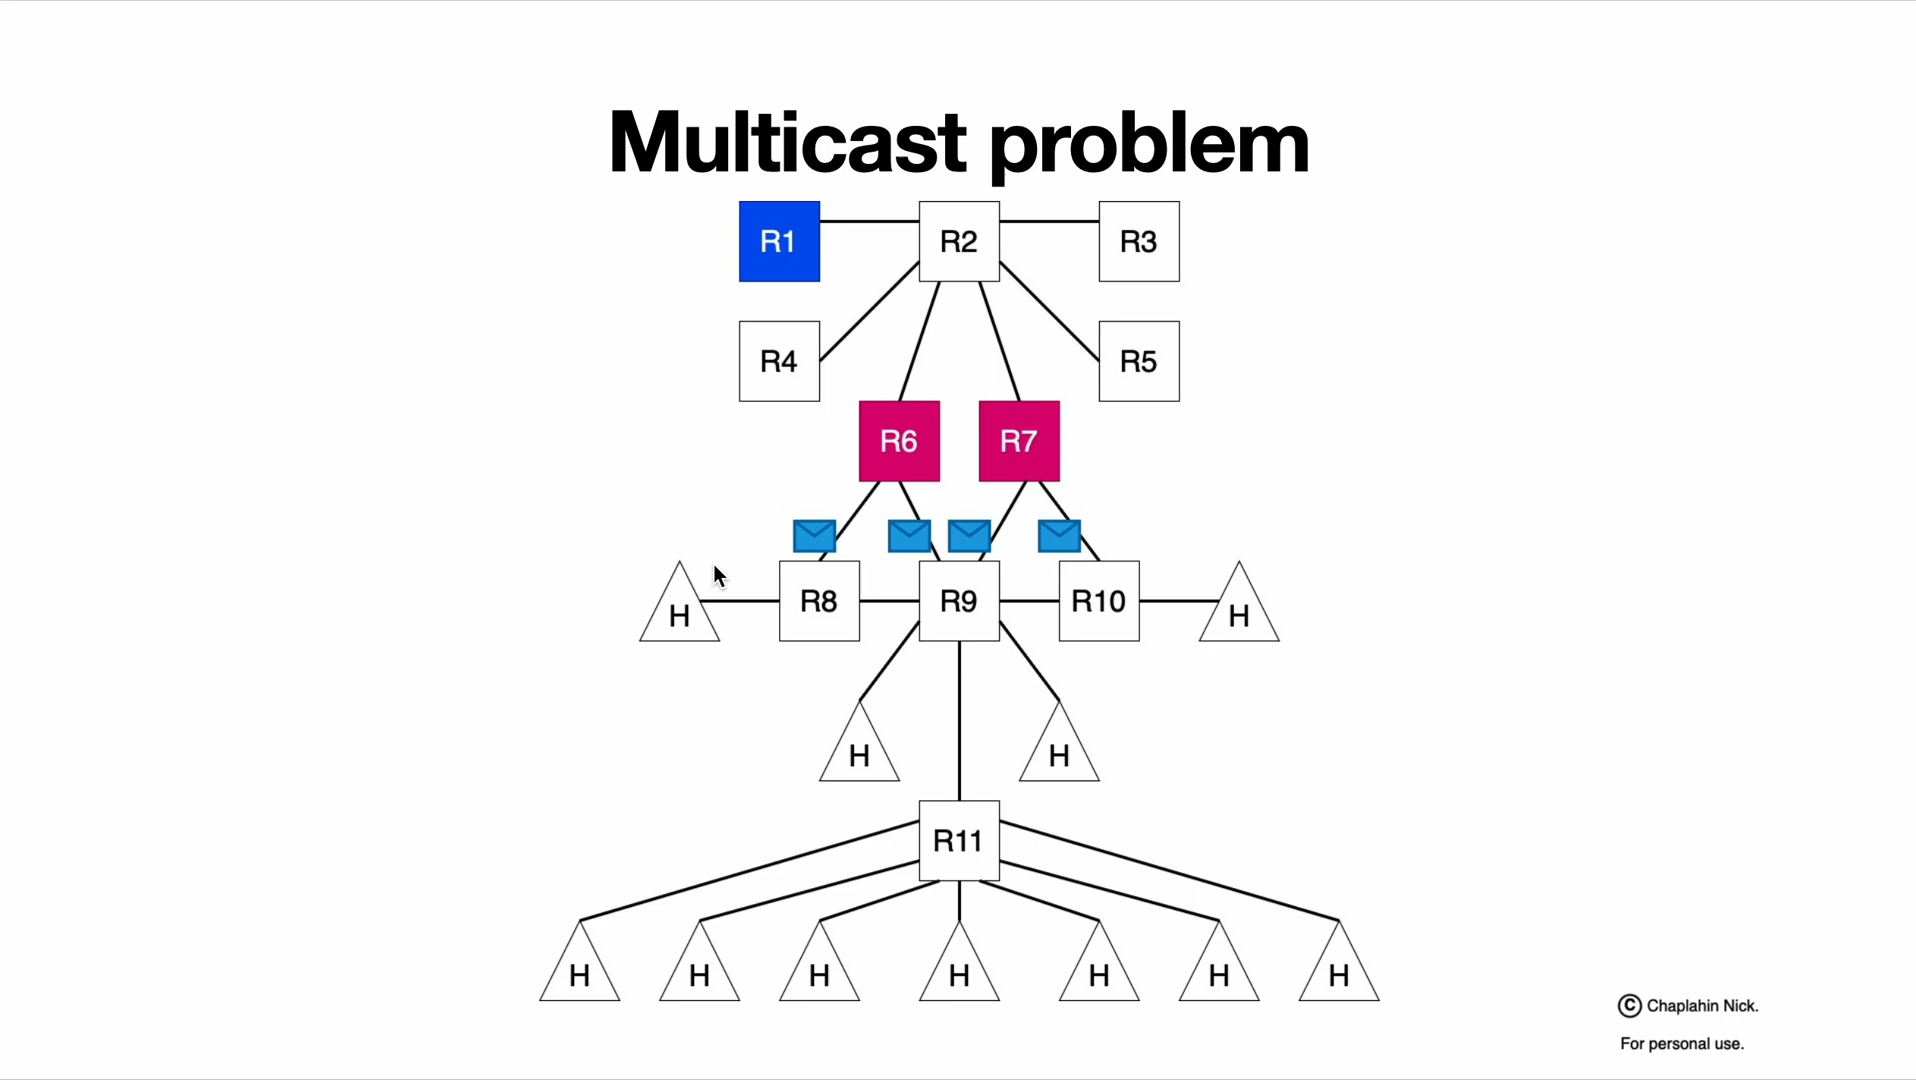 Multicast problem
R1 R2 R3
R4 R5
R6 R7
H R8 R9 R10 H
H H
R11
H H H H H H H
© Chaplahin Nick.
For personal use.